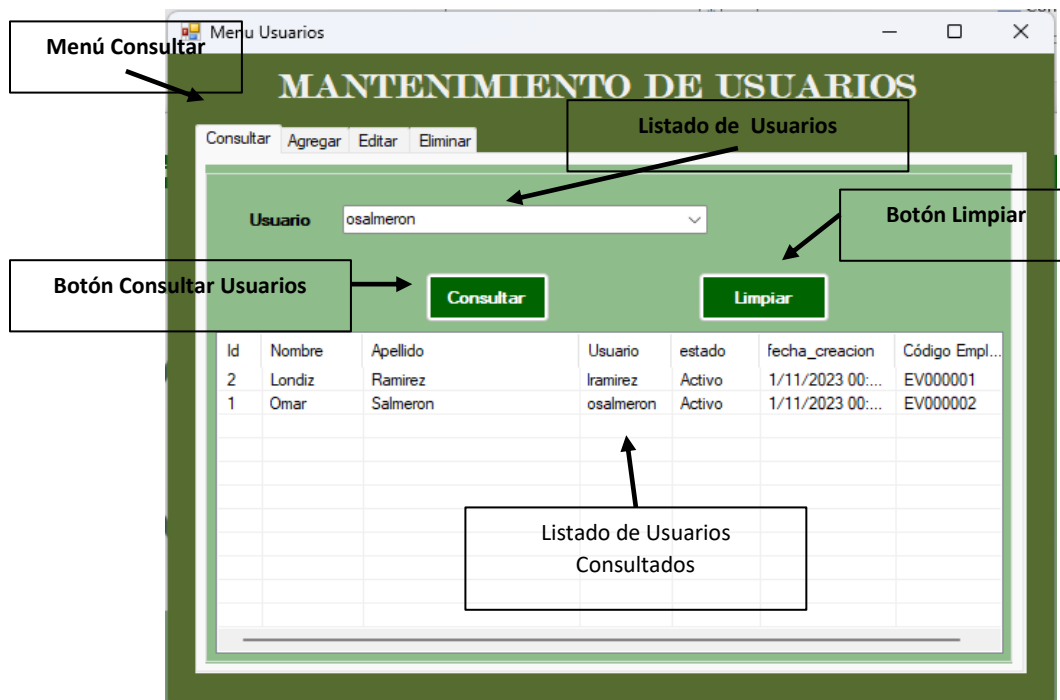 Menu Usuarios
Menú Consultar
MANTENIMIENTO DE USUARIOS
Listado de Usuarios
Consultar Agregar Editar Eliminar
Usuario osalmeron
Botón Limpiar
Botón Consultar Usuarios
Consultar Limpiar
Id Nombre Apellido Usuario estado fecha_creacion Código Empl...
2 Londiz Ramirez lramirez Activo 1/11/2023 00:... EV000001
1 Omar Salmeron osalmeron Activo 1/11/2023 00:... EV000002
Listado de Usuarios
Consultados